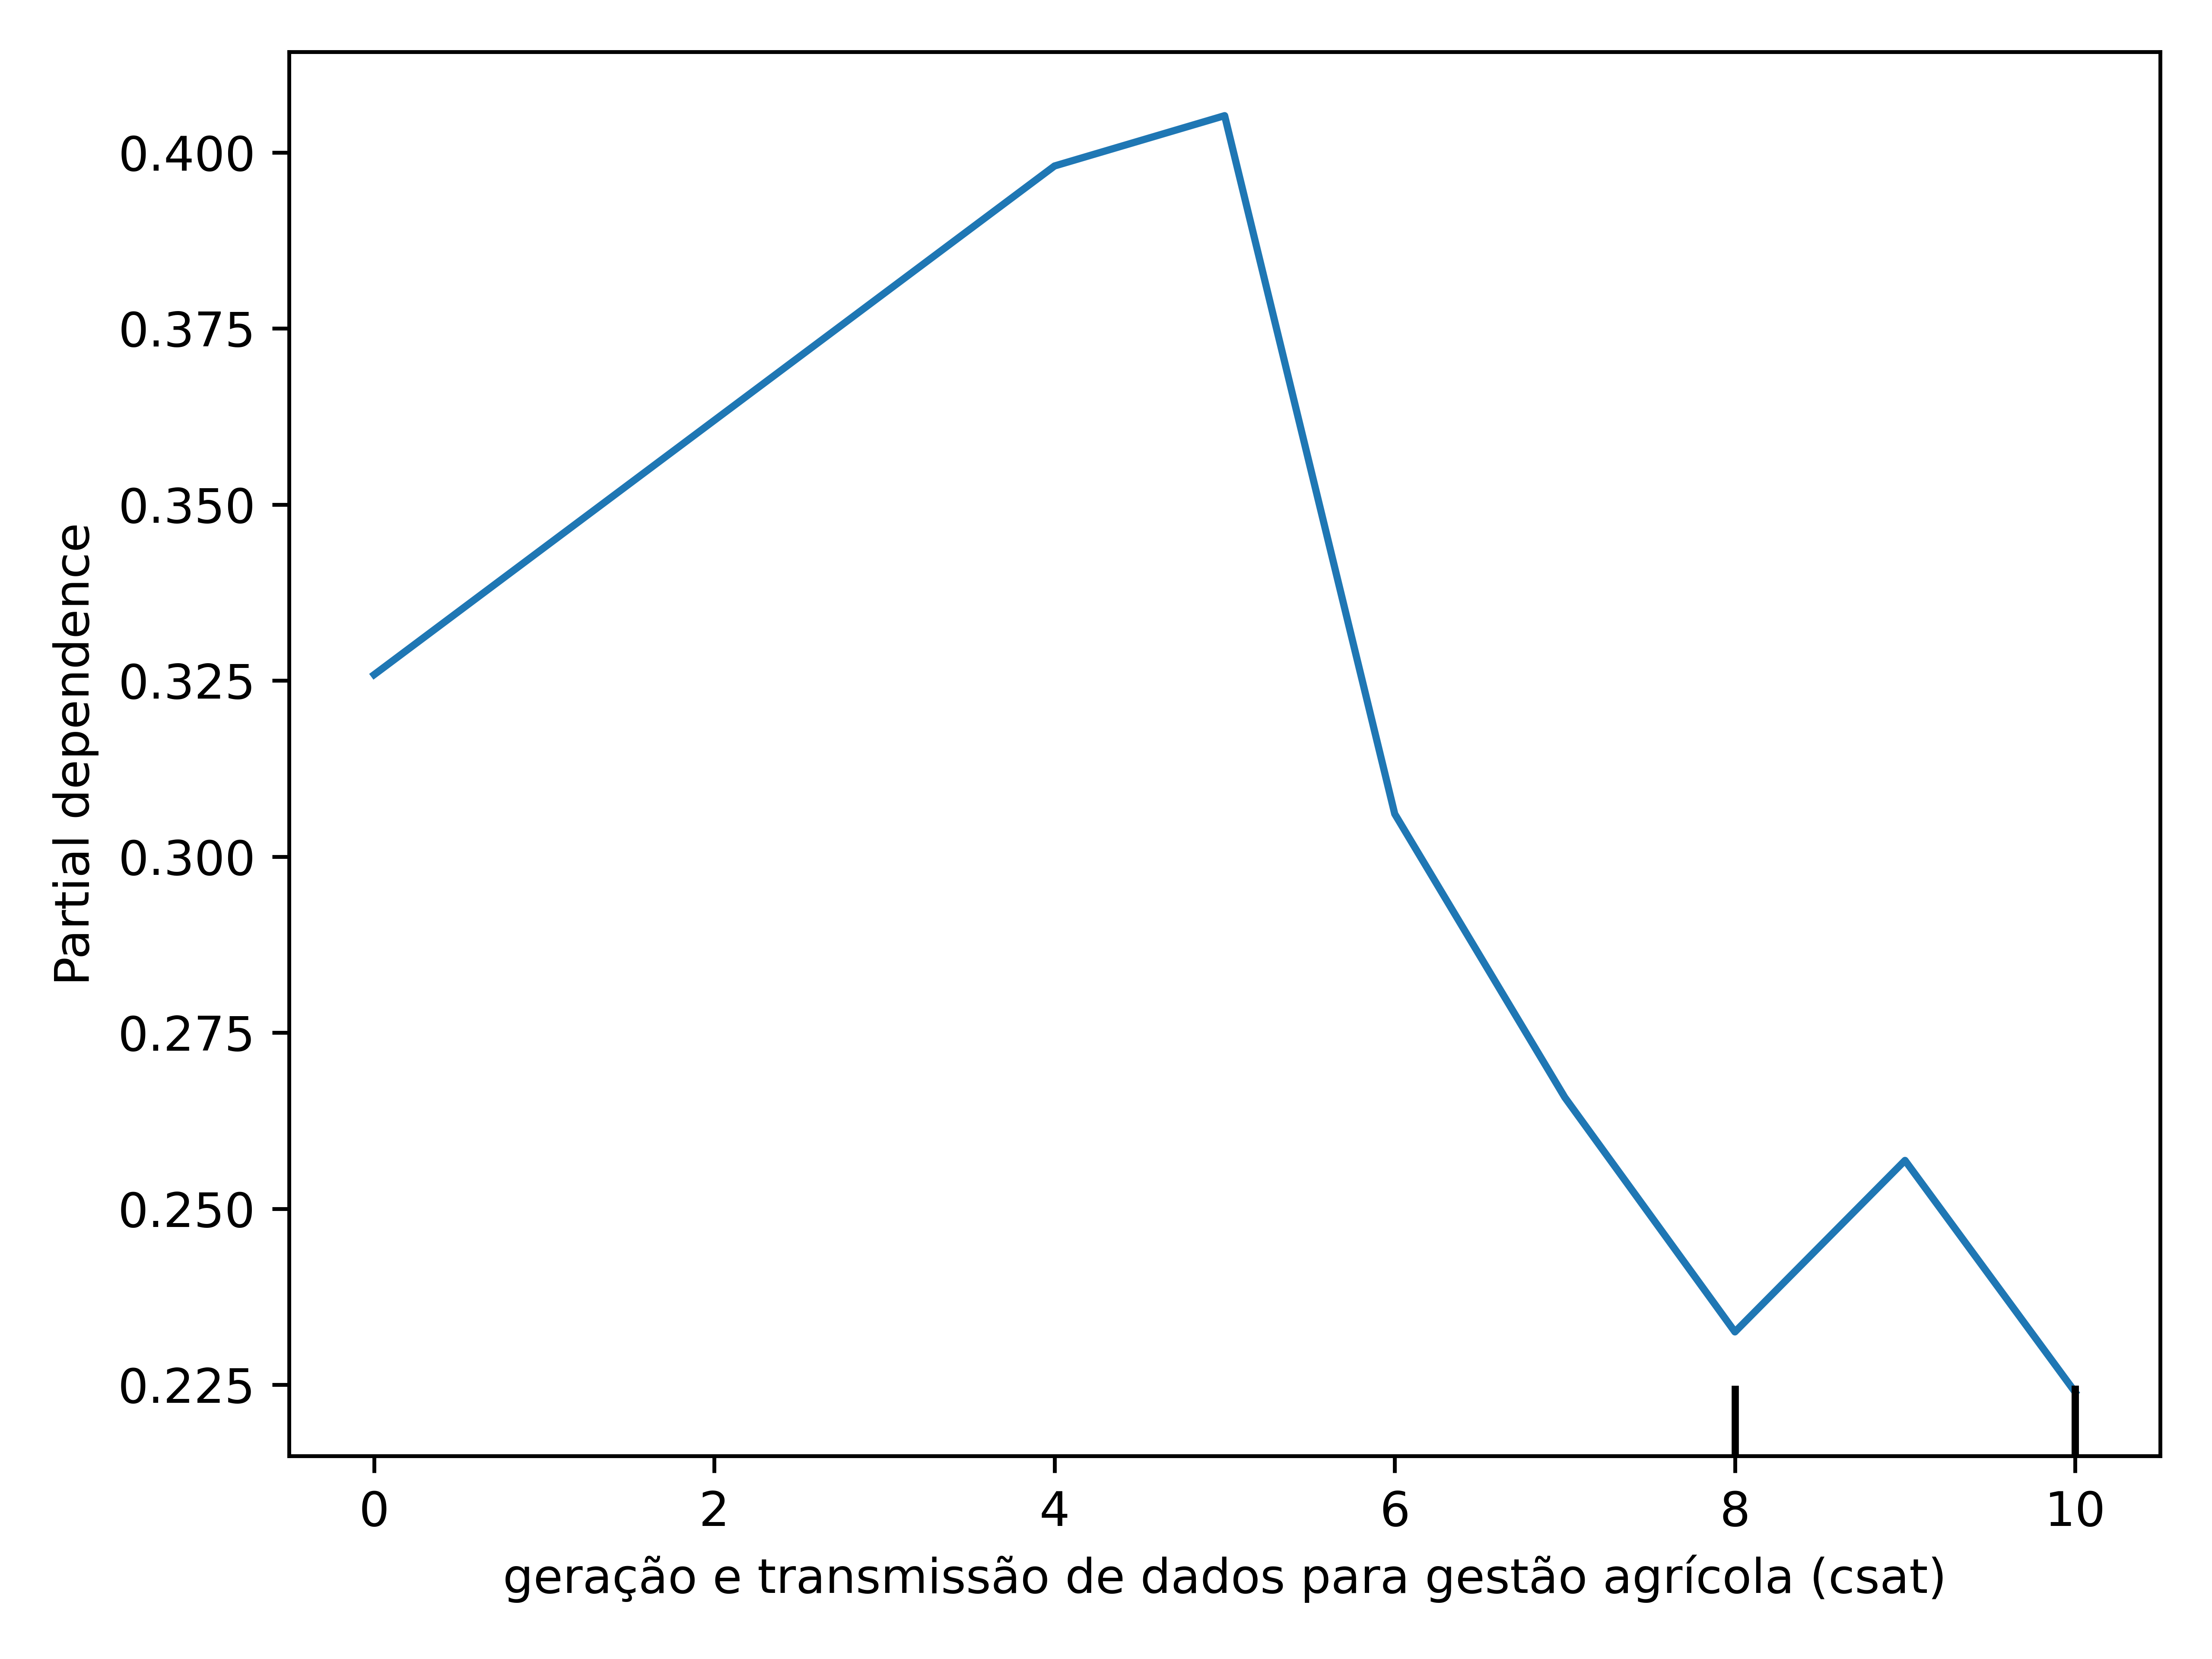 0.400
0.375
0.350
0.325
0.300
0.275
0.250
0.225
Partial dependence
0 2 4 6 8 10
geração e transmissão de dados para gestão agrícola (csat)